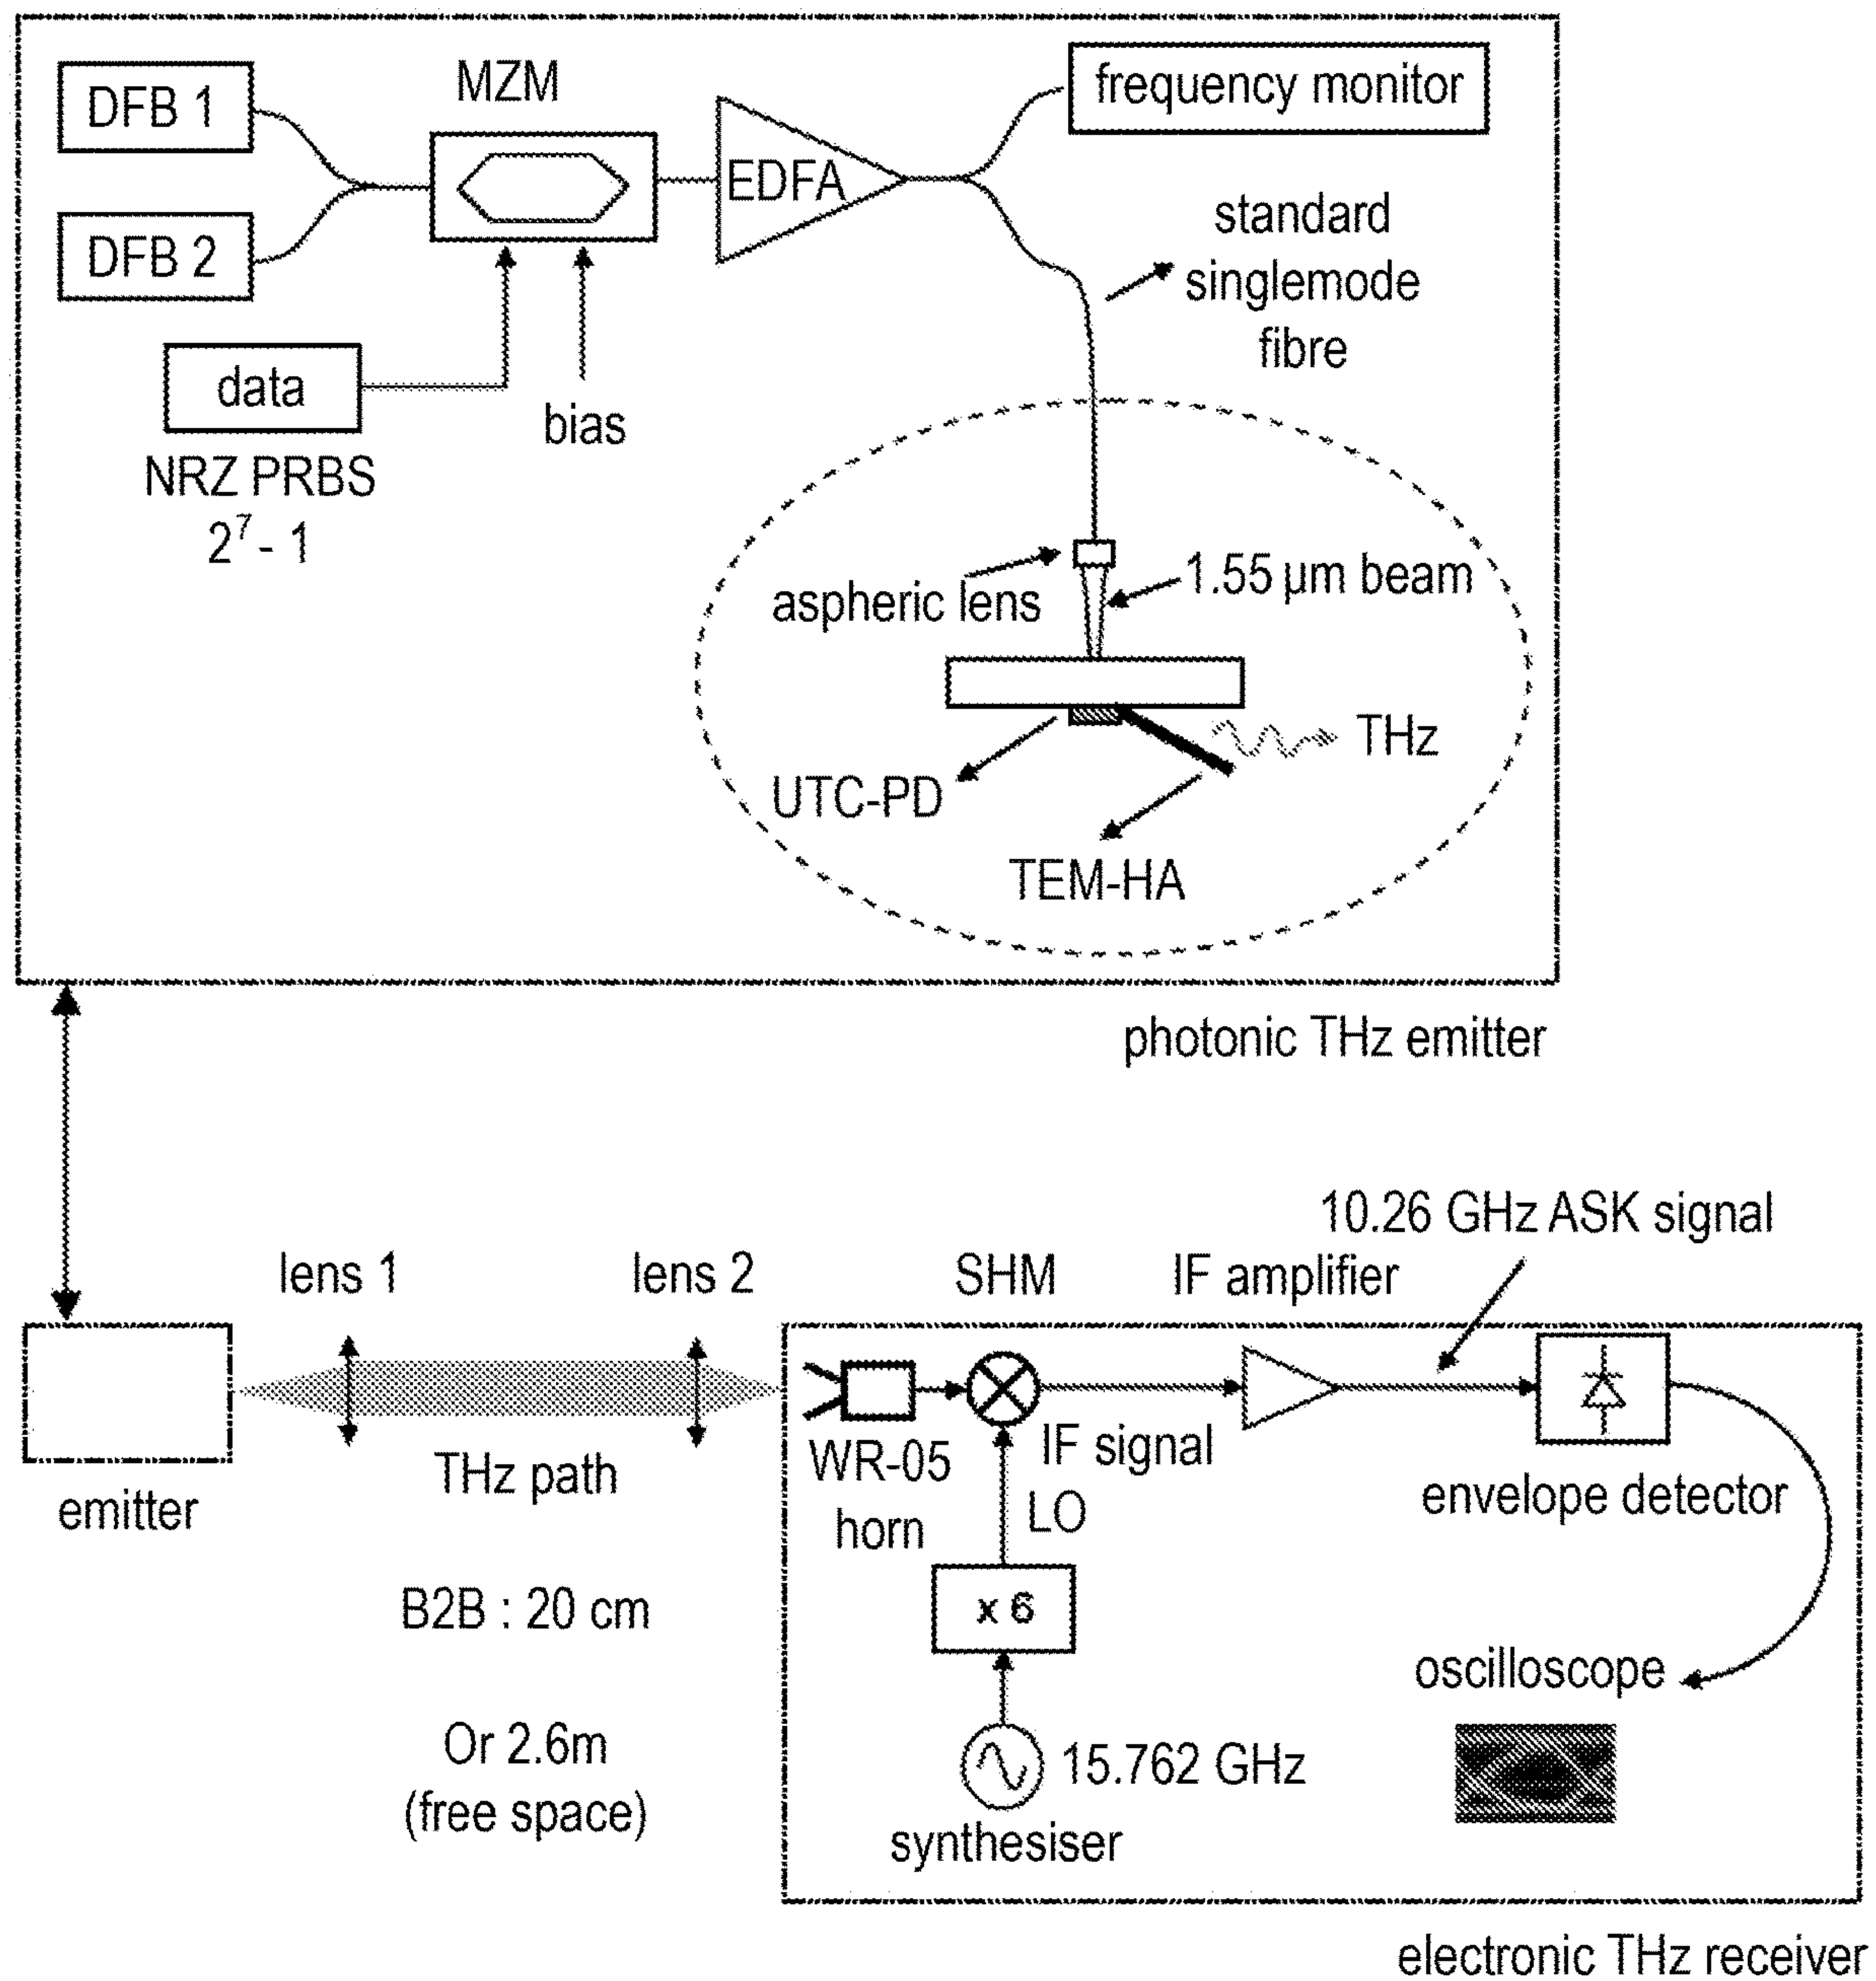 DFB 1
MZM
frequency monitor
EDFA
DFB 2
standard
singlemode
fibre
data
bias
NRZ PRBS
2⁷- 1
aspheric lens
1.55 µm beam
THz
UTC-PD
TEM-HA
photonic THz emitter
10.26 GHz ASK signal
lens 1
lens 2
SHM
IF amplifier
emitter
THz path
WR-05
horn
IF signal
LO
envelope detector
B2B : 20 cm
x 6
Or 2.6m
(free space)
15.762 GHz
synthesiser
oscilloscope
electronic THz receiver